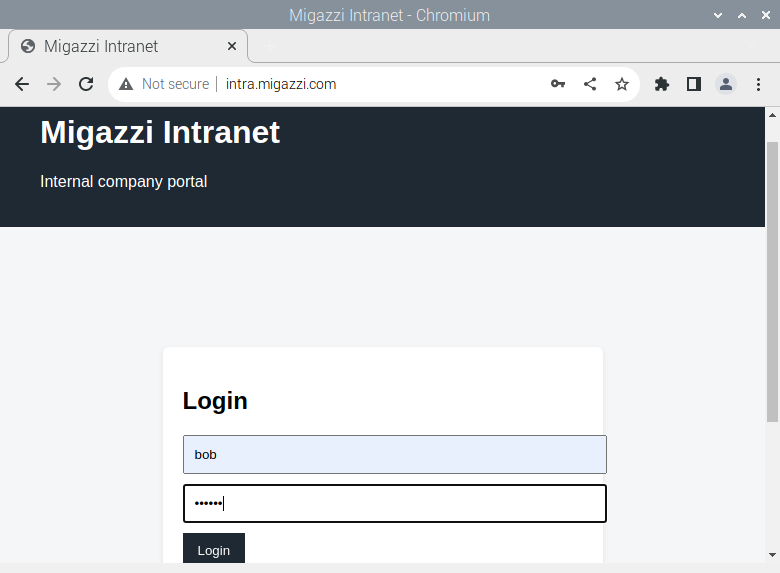 Migazzi Intranet - Chromium
Migazzi Intranet
Not secure
intra.migazzi.com
Migazzi Intranet
Internal company portal
Login
bob
••••••
Login